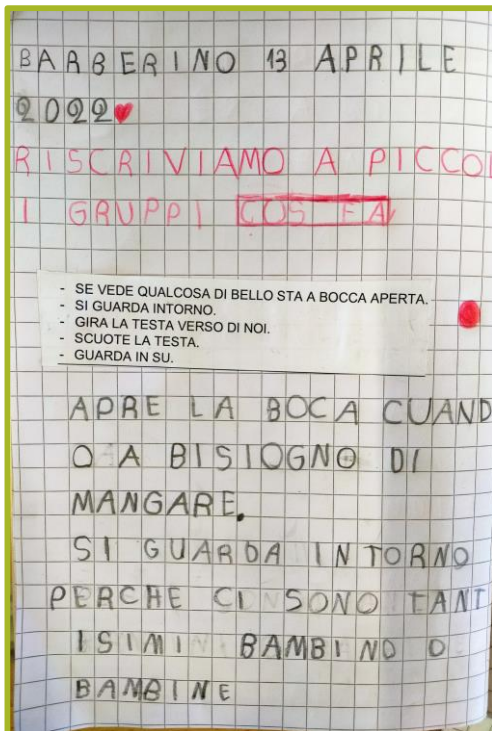 BARBERINO 13 APRILE
2022
RISCRIVIAMO A PICCOL
I GRUPPI COS FA
- SE VEDE QUALCOSA DI BELLO STA A BOCCA APERTA.
- SI GUARDA INTORNO.
- GIRA LA TESTA VERSO DI NOI.
- SCUOTE LA TESTA.
- GUARDA IN SU.
APRE LA BOCA CUAND
O A BISIOGNO DI
MANGARE.
SI GUARDA INTORNO
PERCHE CI SONO TANT
ISIMI BAMBINO O
BAMBINE